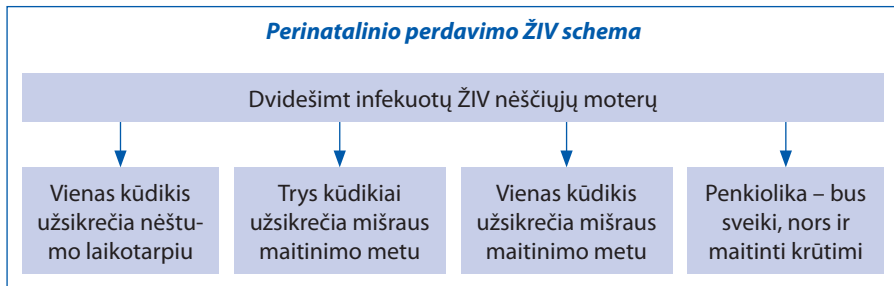 Perinatalinio perdavimo ŽIV schema
Dvidešimt infekuotų ŽIV nėščiųjų moterų
Vienas kūdikis
užsikrečia nėštu-
mo laikotarpiu
Trys kūdikiai
užsikrečia mišraus
maitinimo metu
Vienas kūdikis
užsikrečia mišraus
maitinimo metu
Penkiolika – bus
sveiki, nors ir
maitinti krūtimi